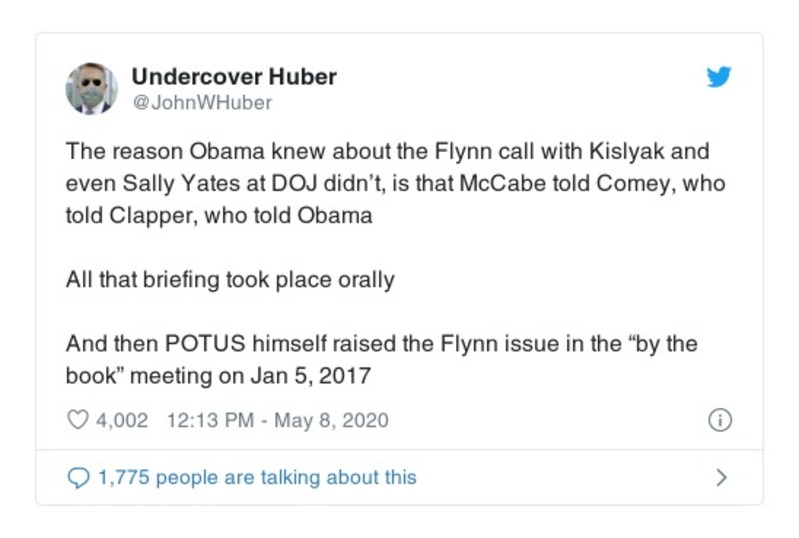 Undercover Huber
@JohnWHuber
The reason Obama knew about the Flynn call with Kislyak and
even Sally Yates at DOJ didn’t, is that McCabe told Comey, who
told Clapper, who told Obama
All that briefing took place orally
And then POTUS himself raised the Flynn issue in the “by the
book” meeting on Jan 5, 2017
4,002 12:13 PM - May 8, 2020
1,775 people are talking about this